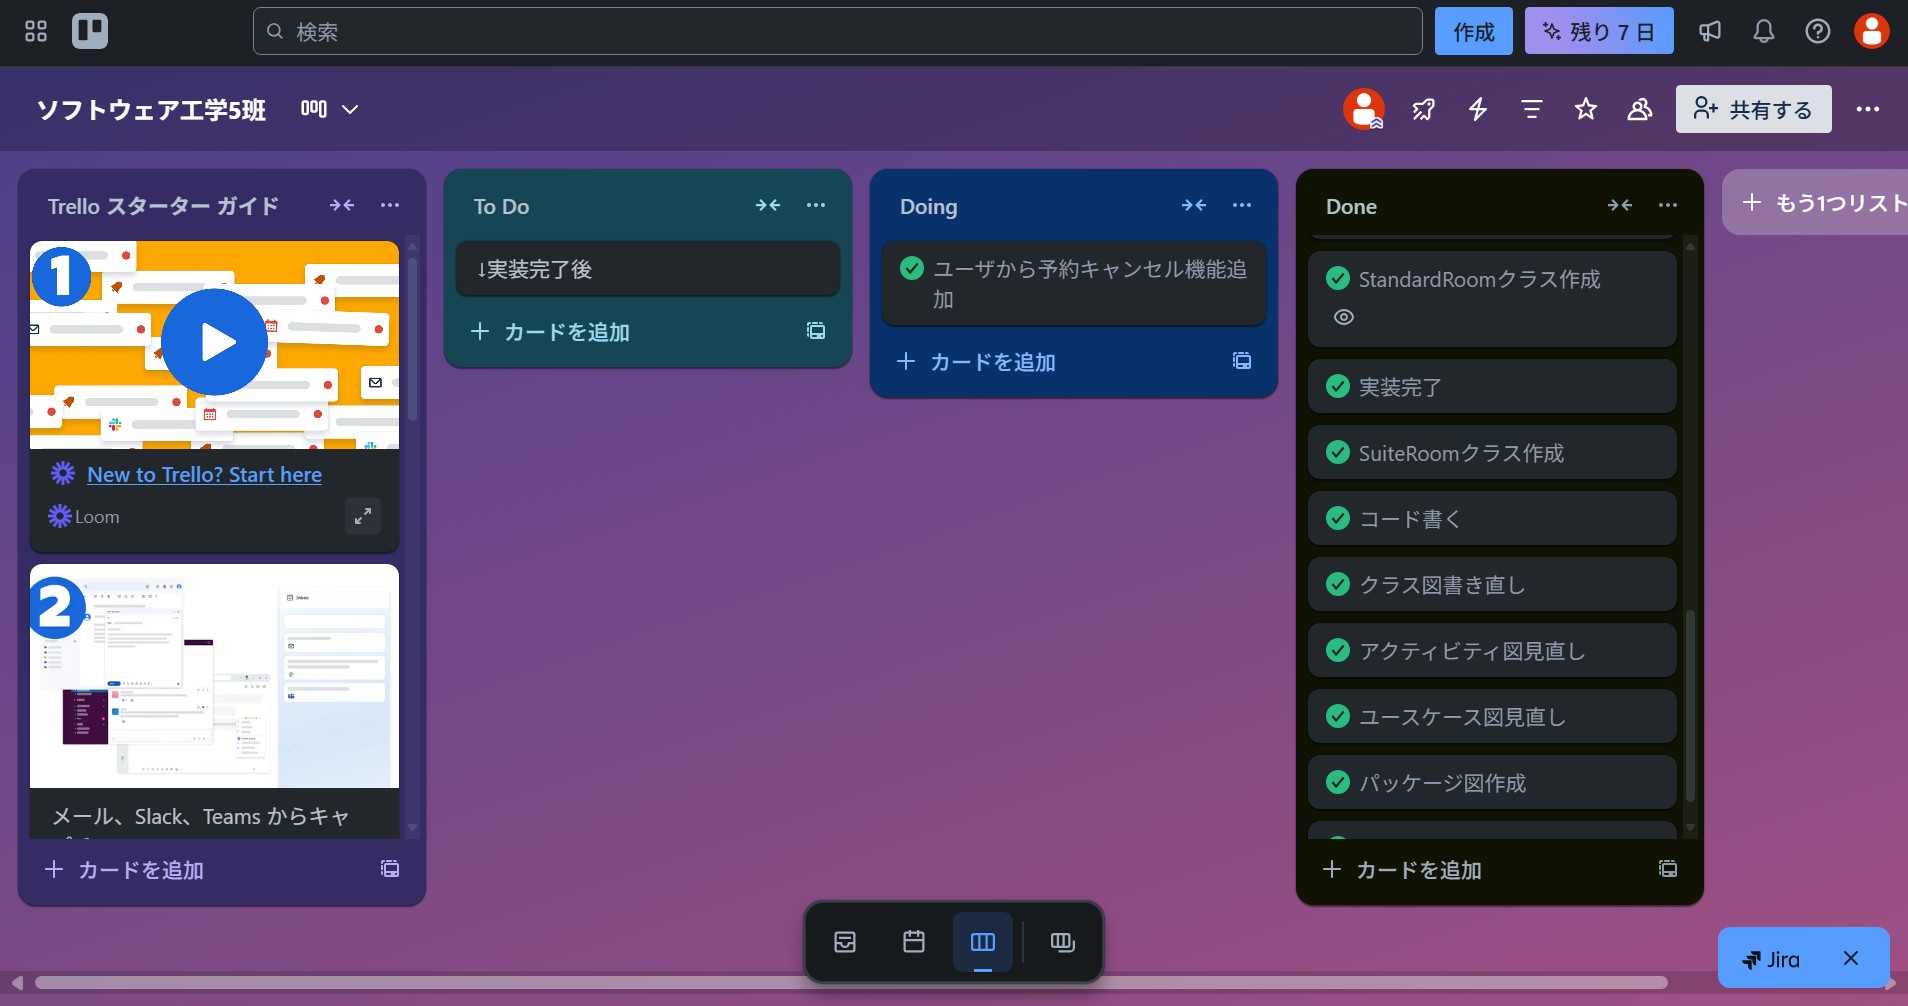 検索
作成
残り 7 日
ソフトウェア工学5班
共有する
Trello スターター ガイド
1
New to Trello? Start here
Loom
2
Inbox
メール、Slack、Teams からキャ
カードを追加
To Do
↓実装完了後
カードを追加
Doing
ユーザから予約キャンセル機能追
加
カードを追加
Done
StandardRoomクラス作成
実装完了
SuiteRoomクラス作成
コード書く
クラス図書き直し
アクティビティ図見直し
ユースケース図見直し
パッケージ図作成
カードを追加
もう1つリスト
Jira